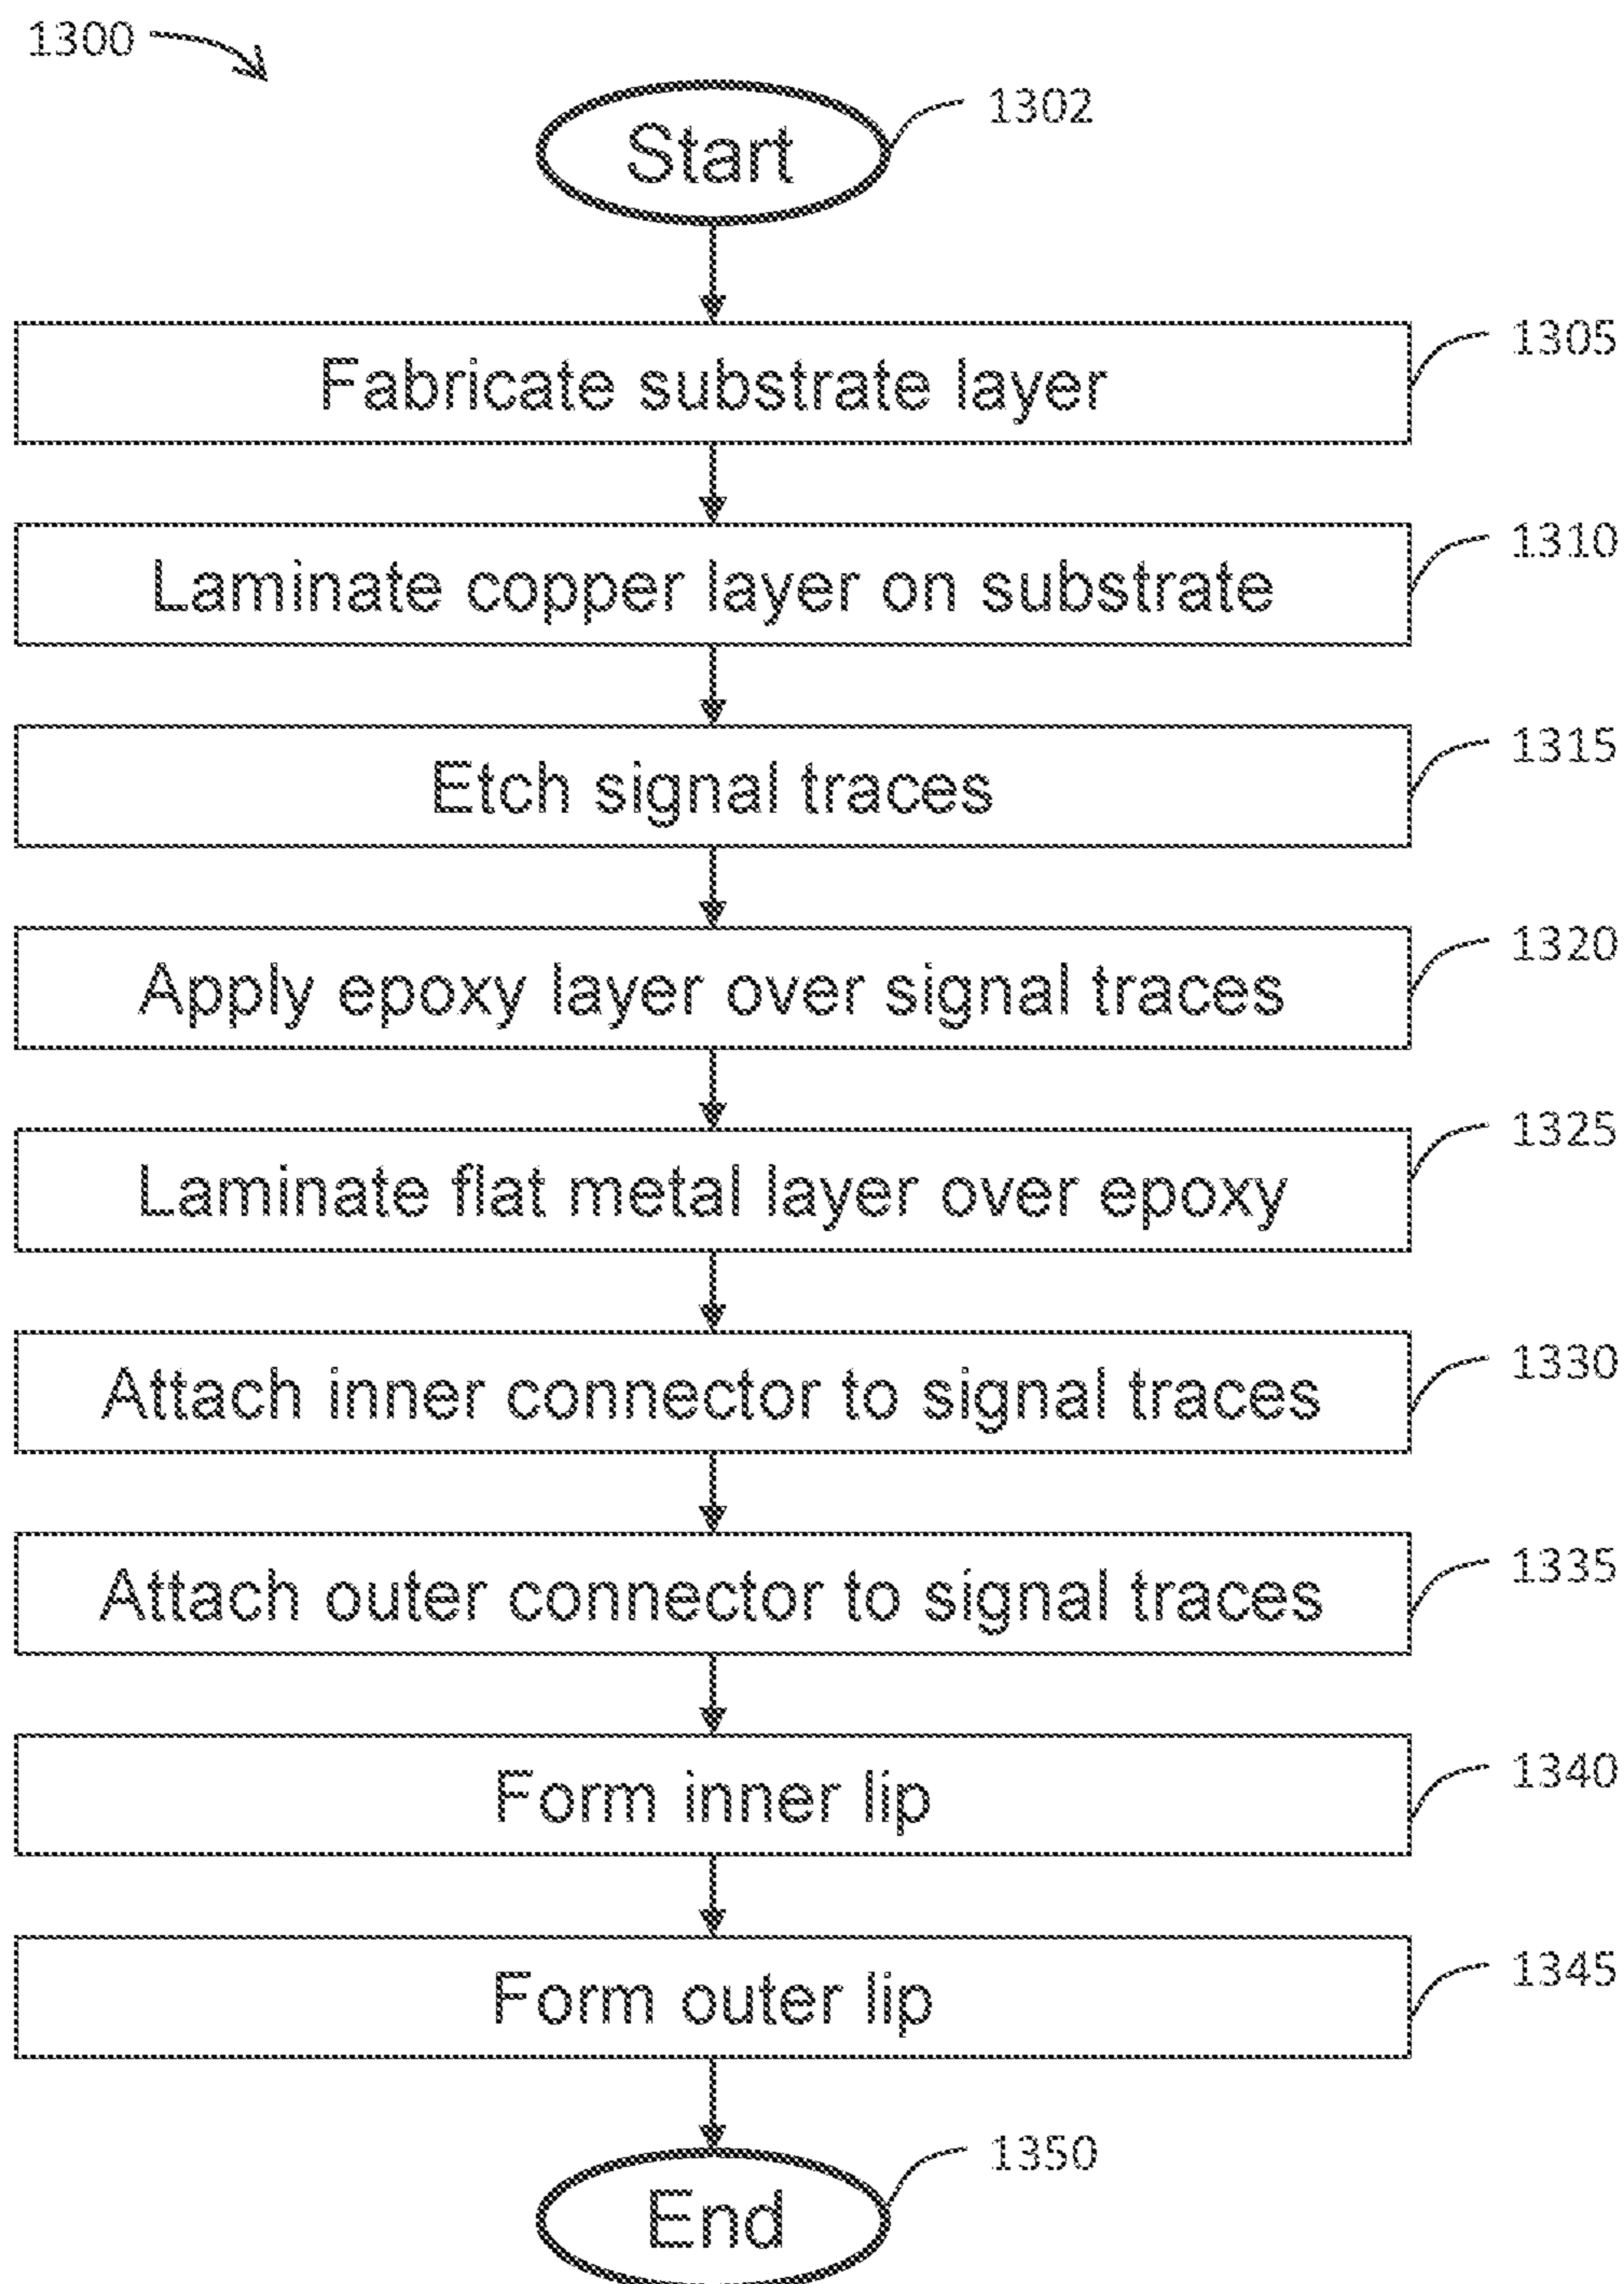 1300
Start
1302
Fabricate substrate layer
1305
Laminate copper layer on substrate
1310
Etch signal traces
1315
Apply epoxy layer over signal traces
1320
Laminate flat metal layer over epoxy
1325
Attach inner connector to signal traces
1330
Attach outer connector to signal traces
1335
Form inner lip
1340
Form outer lip
1345
End
1350